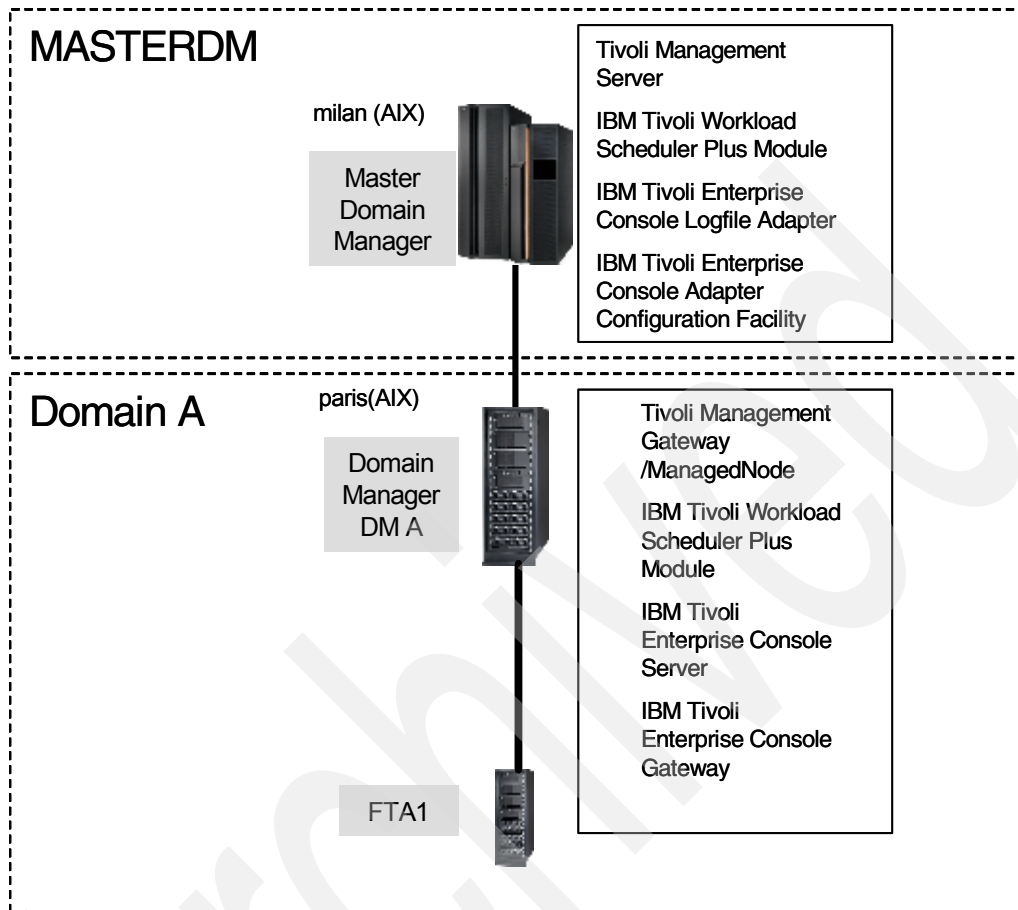 MASTERDM
milan (AIX)
Master
Domain
Manager
Tivoli Management
Server
IBM Tivoli Workload
Scheduler Plus Module
IBM Tivoli Enterprise
Console Logfile Adapter
IBM Tivoli Enterprise
Console Adapter
Configuration Facility
Domain A
paris(AIX)
Domain
Manager
DM A
Tivoli Management
Gateway
/ManagedNode
IBM Tivoli Workload
Scheduler Plus
Module
IBM Tivoli
Enterprise Console
Server
IBM Tivoli
Enterprise Console
Gateway
FTA1